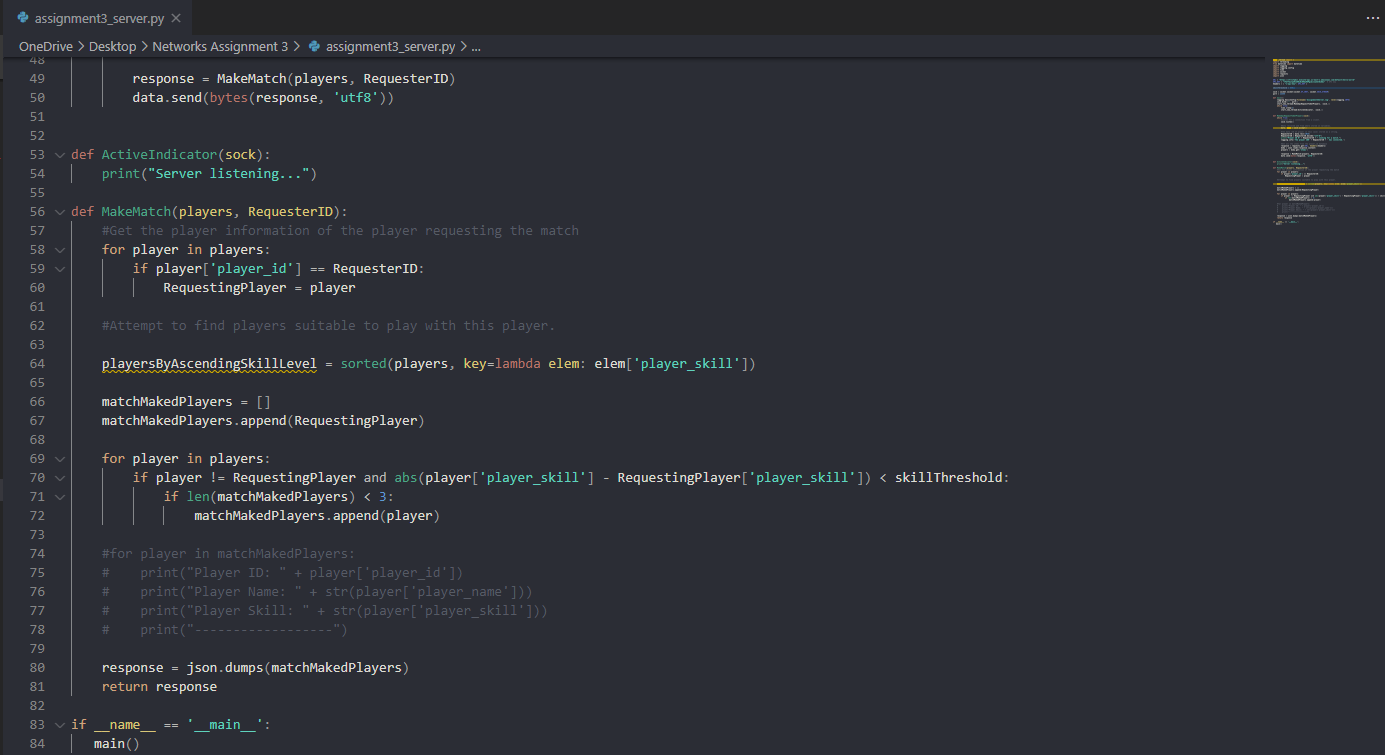 assignment3_server.py
OneDrive > Desktop > Networks Assignment 3 > assignment3_server.py > ...
48
49 response = MakeMatch(players, RequesterID)
50 data.send(bytes(response, 'utf8'))
51
52
53 def ActiveIndicator(sock):
54 print("Server listening...")
55
56 def MakeMatch(players, RequesterID):
57 #Get the player information of the player requesting the match
58 for player in players:
59 if player['player_id'] == RequesterID:
60 RequestingPlayer = player
61
62 #Attempt to find players suitable to play with this player.
63
64 playersByAscendingSkillLevel = sorted(players, key=lambda elem: elem['player_skill'])
65
66 matchMakedPlayers = []
67 matchMakedPlayers.append(RequestingPlayer)
68
69 for player in players:
70 if player != RequestingPlayer and abs(player['player_skill'] - RequestingPlayer['player_skill']) < skillThreshold:
71 if len(matchMakedPlayers) < 3:
72 matchMakedPlayers.append(player)
73
74 #for player in matchMakedPlayers:
75 #    print("Player ID: " + player['player_id'])
76 #    print("Player Name: " + str(player['player_name']))
77 #    print("Player Skill: " + str(player['player_skill']))
78 #    print("------------------")
79
80 response = json.dumps(matchMakedPlayers)
81 return response
82
83 if __name__ == '__main__':
84 main()